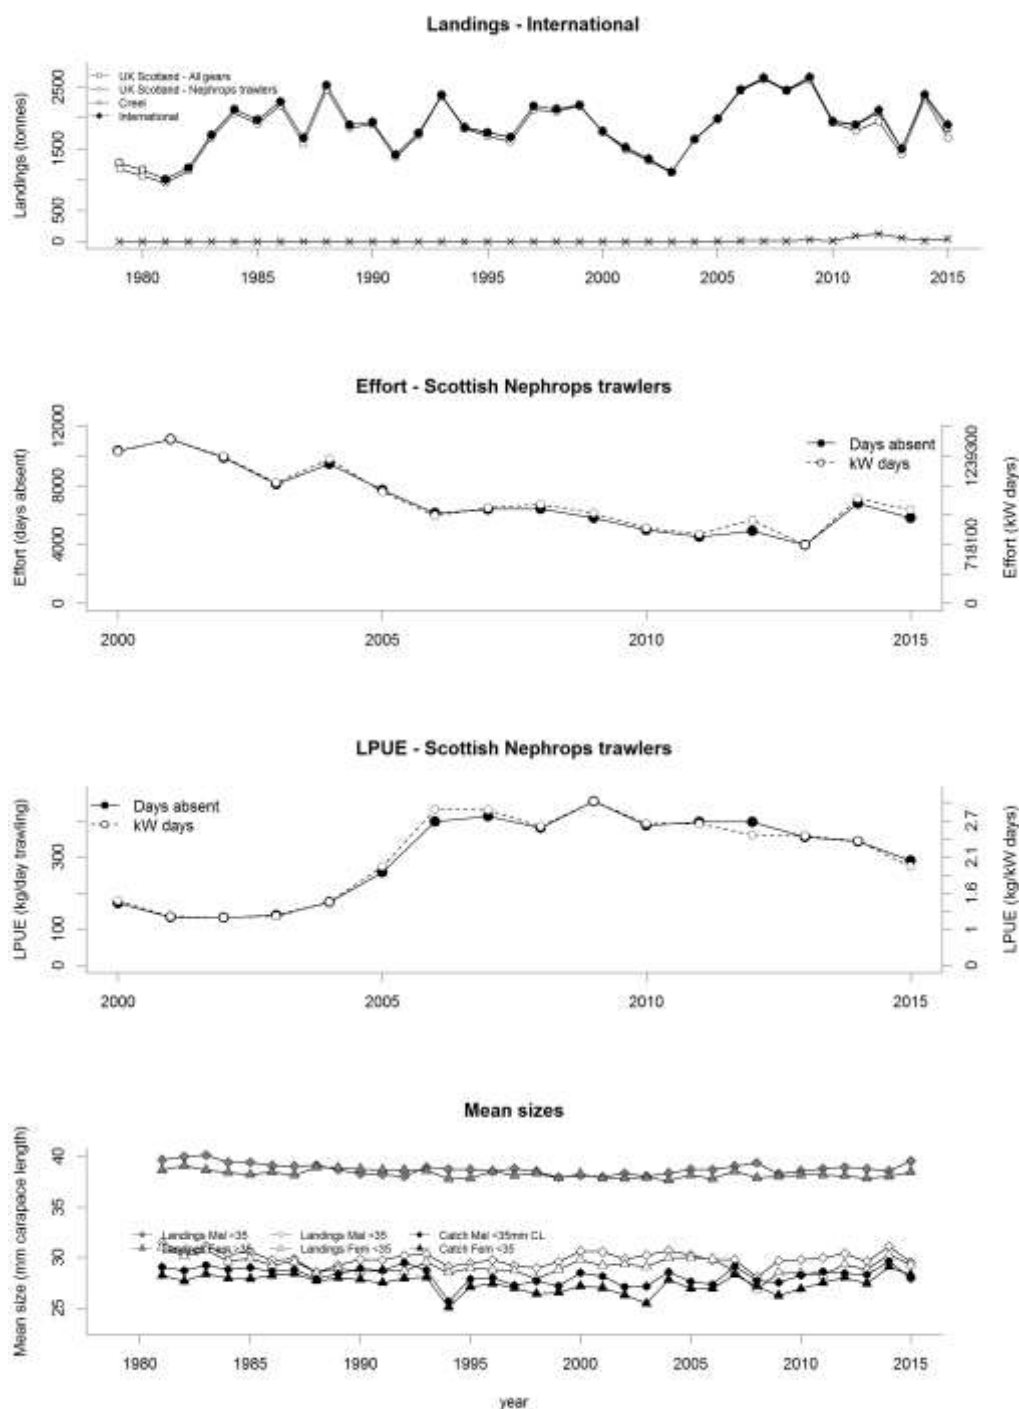 Landings - International
Landings (tonnes)
2500
1500
500
0
UK Scotland - All gears
UK Scotland - Nephrops trawlers
Creel
International
1980 1985 1990 1995 2000 2005 2010 2015
Effort - Scottish Nephrops trawlers
Effort (days absent)
12000
8000
4000
0
Days absent
kW days
1239300
718100
0
Effort (kW days)
2000 2005 2010 2015
LPUE - Scottish Nephrops trawlers
LPUE (kg/day trawling)
300
100
0
Days absent
kW days
2.7
2.1
1.6
1
0
LPUE (kg/kW days)
2000 2005 2010 2015
Mean sizes
Mean size (mm carapace length)
40
35
30
25
Landings Mal <35 Landings Mal <35 Catch Mal <35mm CL
Landings Fem <35 Landings Fem <35 Catch Fem <35
1980 1985 1990 1995 2000 2005 2010 2015
year